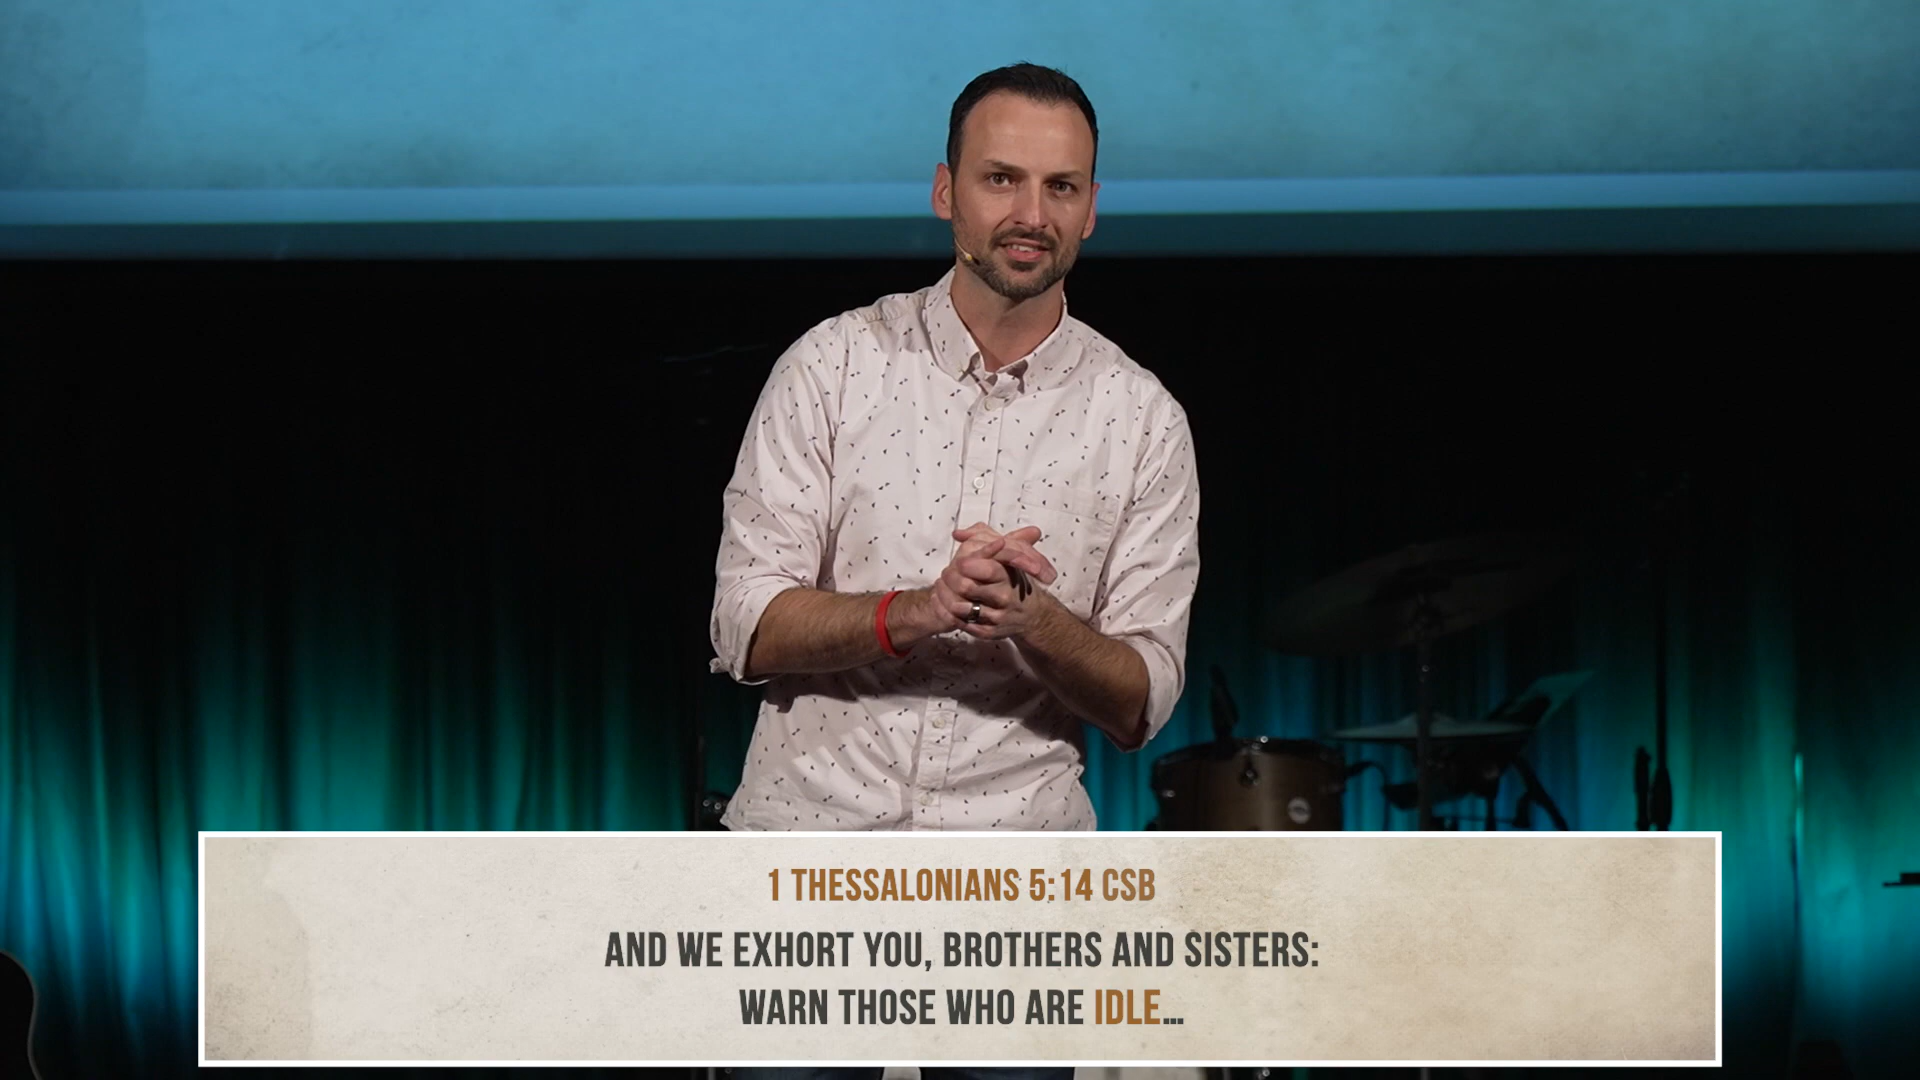 1 THESSALONIANS 5:14 CSB
AND WE EXHORT YOU, BROTHERS AND SISTERS:
WARN THOSE WHO ARE IDLE...